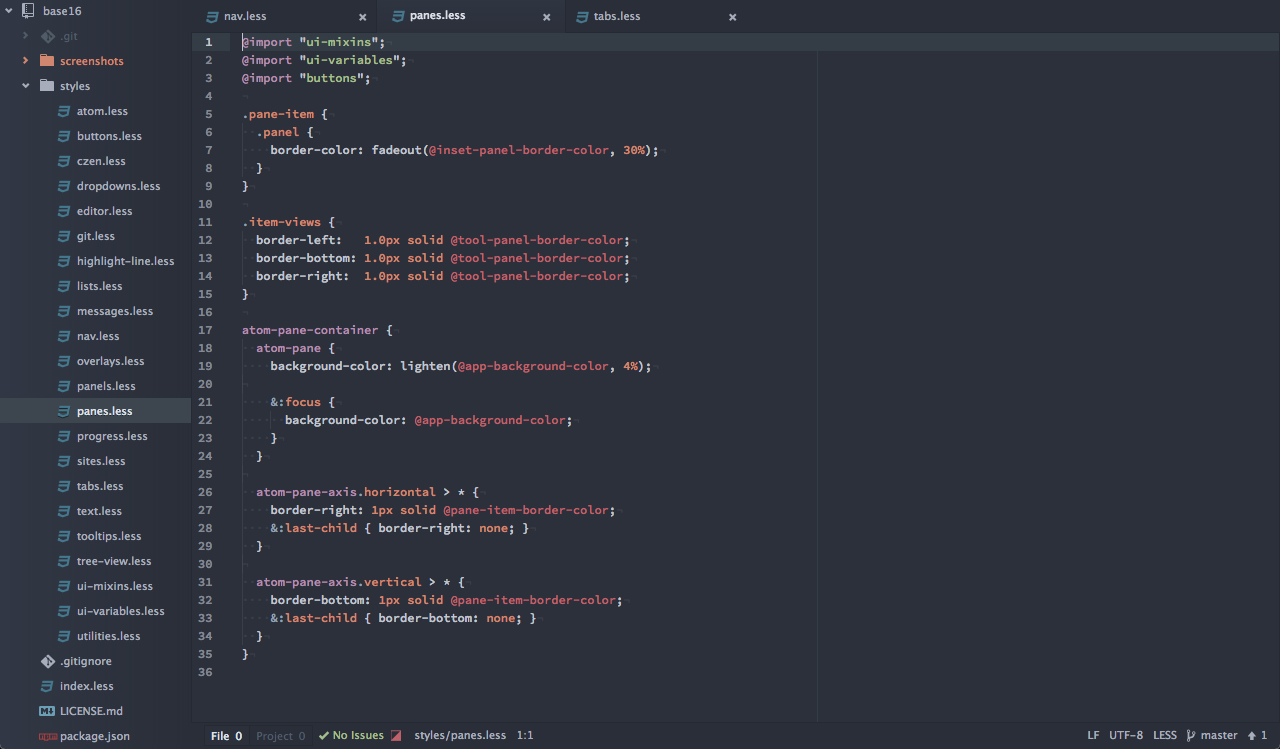 base16
.git
screenshots
styles
atom.less
buttons.less
czen.less
dropdowns.less
editor.less
git.less
highlight-line.less
lists.less
messages.less
nav.less
overlays.less
panels.less
panes.less
progress.less
sites.less
tabs.less
text.less
tooltips.less
tree-view.less
ui-mixins.less
ui-variables.less
utilities.less
.gitignore
index.less
LICENSE.md
package.json
nav.less × panes.less × tabs.less ×
1 @import "ui-mixins";
2 @import "ui-variables";
3 @import "buttons";
4
5 .pane-item {
6 .panel {
7 border-color: fadeout(@inset-panel-border-color, 30%);
8 }
9 }
10
11 .item-views {
12 border-left: 1.0px solid @tool-panel-border-color;
13 border-bottom: 1.0px solid @tool-panel-border-color;
14 border-right: 1.0px solid @tool-panel-border-color;
15 }
16
17 atom-pane-container {
18 atom-pane {
19 background-color: lighten(@app-background-color, 4%);
20
21 &:focus {
22 background-color: @app-background-color;
23 }
24 }
25
26 atom-pane-axis.horizontal > * {
27 border-right: 1px solid @pane-item-border-color;
28 &:last-child { border-right: none; }
29 }
30
31 atom-pane-axis.vertical > * {
32 border-bottom: 1px solid @pane-item-border-color;
33 &:last-child { border-bottom: none; }
34 }
35 }
36
File 0 Project 0 No Issues styles/panes.less 1:1 LF UTF-8 LESS master 1